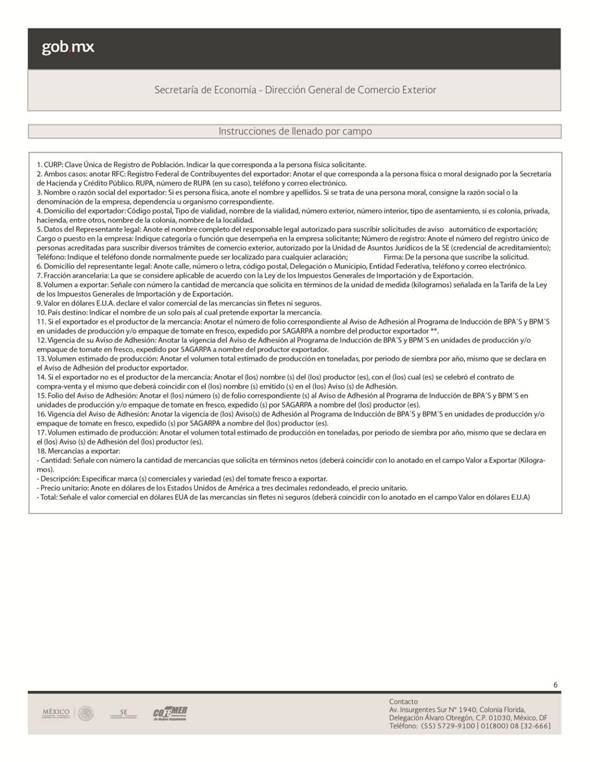 gob.mx
Secretaría de Economía - Dirección General de Comercio Exterior
Instrucciones de llenado por campo
1. CURP: Clave Única de Registro de Población. Indicar la que corresponda a la persona física solicitante.
2. Ambos casos: anotar RFC: Registro Federal de Contribuyentes del exportador: Anotar el que corresponda a la persona física o moral designado por la Secretaría
de Hacienda y Crédito Público. RUPA, número de RUPA (en su caso), teléfono y correo electrónico.
3. Nombre o razón social del exportador: Si es persona física, anote el nombre y apellidos. Si se trata de una persona moral, consigne la razón social o la
denominación de la empresa, dependencia u organismo correspondiente.
4. Domicilio del exportador: Código postal, Tipo de vialidad, nombre de la vialidad, número exterior, número interior, tipo de asentamiento, si es colonia, privada,
hacienda, entre otros, nombre de la colonia, nombre de la localidad.
5. Datos del Representante legal: Anote el nombre completo del responsable legal autorizado para suscribir solicitudes de aviso automático de exportación;
Cargo o puesto en la empresa: Indique categoría o función que desempeña en la empresa solicitante; Número de registro: Anote el número del registro único de
personas acreditadas para suscribir diversos trámites de comercio exterior, autorizado por la Unidad de Asuntos Jurídicos de la SE (credencial de acreditamiento);
Teléfono: Indique el teléfono donde normalmente puede ser localizado para cualquier aclaración; Firma: De la persona que suscribe la solicitud.
6. Domicilio del representante legal: Anote calle, número o letra, código postal, Delegación o Municipio, Entidad Federativa, teléfono y correo electrónico.
7. Fracción arancelaria: La que se considere aplicable de acuerdo con la Ley de los Impuestos Generales de Importación y de Exportación.
8. Volumen a exportar: Señale con número la cantidad de mercancía que solicita en términos de la unidad de medida (kilogramos) señalada en la Tarifa de la Ley
de los Impuestos Generales de Importación y de Exportación.
9. Valor en dólares E.U.A. declare el valor comercial de las mercancías sin fletes ni seguros.
10. País destino: Indicar el nombre de un solo país al cual pretende exportar la mercancía.
11. Si el exportador es el productor de la mercancía: Anotar el número de folio correspondiente al Aviso de Adhesión al Programa de Inducción de BPA´S y BPM´S
en unidades de producción y/o empaque de tomate en fresco, expedido por SAGARPA a nombre del productor exportador **.
12. Vigencia de su Aviso de Adhesión: Anotar la vigencia del Aviso de Adhesión al Programa de Inducción de BPA´S y BPM´S en unidades de producción y/o
empaque de tomate en fresco, expedido por SAGARPA a nombre del productor exportador.
13. Volumen estimado de producción: Anotar el volumen total estimado de producción en toneladas, por periodo de siembra por año, mismo que se declara en
el Aviso de Adhesión del productor exportador.
14. Si el exportador no es el productor de la mercancía: Anotar el (los) nombre (s) del (los) productor (es), con el (los) cual (es) se celebró el contrato de
compra-venta y el mismo que deberá coincidir con el (los) nombre (s) emitido (s) en el (los) Aviso (s) de Adhesión.
15. Folio del Aviso de Adhesión: Anotar el (los) número (s) de folio correspondiente (s) al Aviso de Adhesión al Programa de Inducción de BPA´S y BPM´S en
unidades de producción y/o empaque de tomate en fresco, expedido (s) por SAGARPA a nombre del (los) productor (es).
16. Vigencia del Aviso de Adhesión: Anotar la vigencia de (los) Aviso(s) de Adhesión al Programa de Inducción de BPA´S y BPM´S en unidades de producción y/o
empaque de tomate en fresco, expedido (s) por SAGARPA a nombre del (los) productor (es).
17. Volumen estimado de producción: Anotar el volumen total estimado de producción en toneladas, por periodo de siembra por año, mismo que se declara en
el (los) Aviso (s) de Adhesión del (los) productor (es).
18. Mercancías a exportar:
- Cantidad: Señale con número la cantidad de mercancías que solicita en términos netos (deberá coincidir con lo anotado en el campo Valor a Exportar (Kilogra-
mos).
- Descripción: Especificar marca (s) comerciales y variedad (es) del tomate fresco a exportar.
- Precio unitario: Anote en dólares de los Estados Unidos de América a tres decimales redondeado, el precio unitario.
- Total: Señale el valor comercial en dólares EUA de las mercancías sin fletes ni seguros (deberá coincidir con lo anotado en el campo Valor en dólares E.U.A)
6
MÉXICO
SE
COFEMER
Contacto
Av. Insurgentes Sur N° 1940, Colonia Florida,
Delegación Álvaro Obregón, C.P. 01030, México, DF
Teléfono: (55) 5729-9100 | 01(800) 08 [32-666]